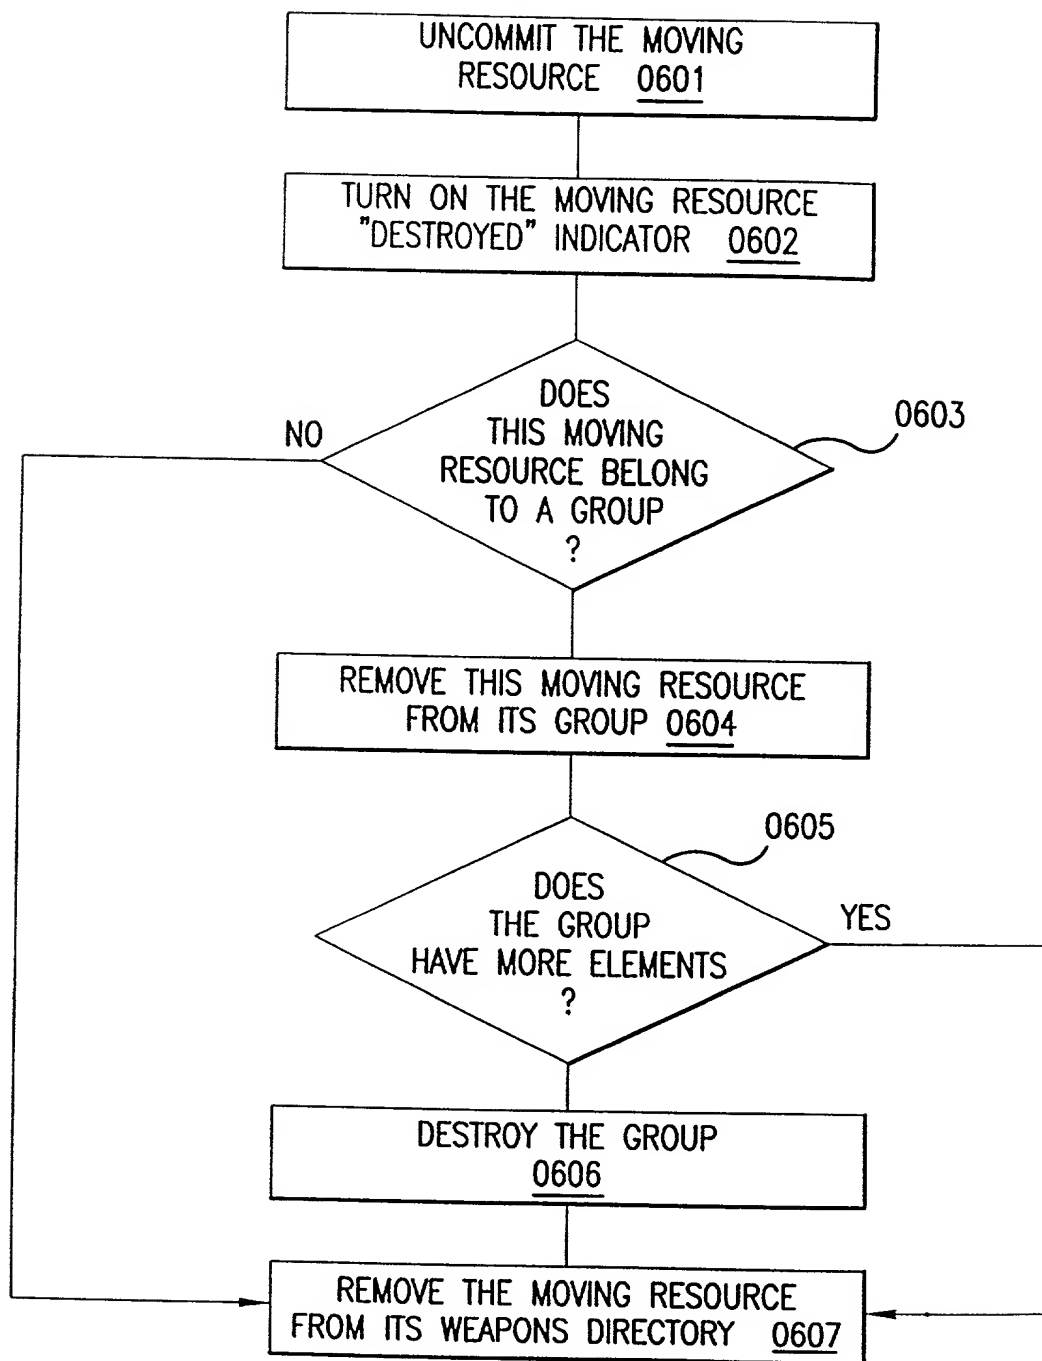 UNCOMMIT THE MOVING
RESOURCE 0601
TURN ON THE MOVING RESOURCE
"DESTROYED" INDICATOR 0602
DOES
THIS MOVING
RESOURCE BELONG
TO A GROUP
?
NO
0603
REMOVE THIS MOVING RESOURCE
FROM ITS GROUP 0604
0605
DOES
THE GROUP
HAVE MORE ELEMENTS
?
YES
DESTROY THE GROUP
0606
REMOVE THE MOVING RESOURCE
FROM ITS WEAPONS DIRECTORY 0607